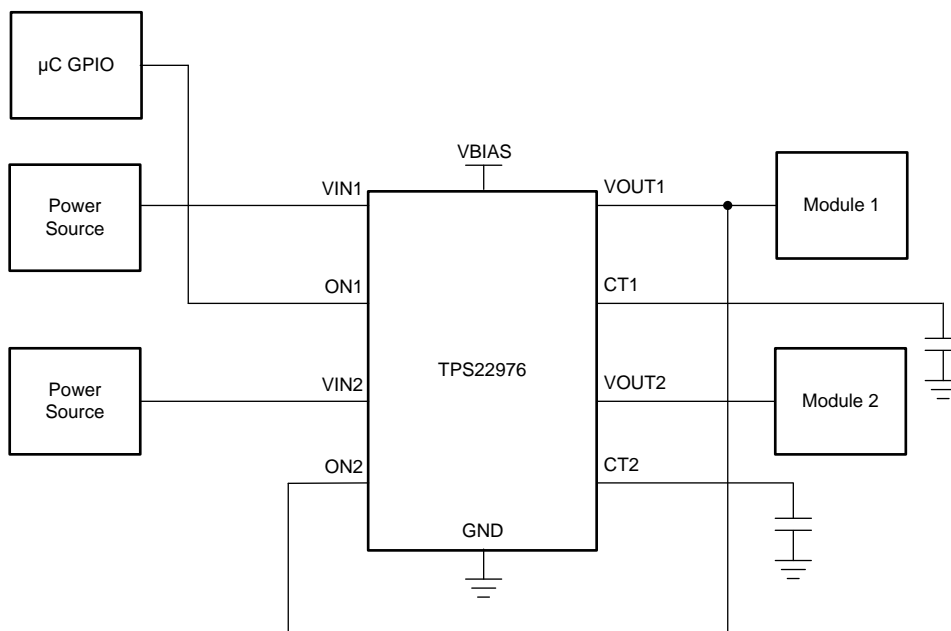 µC GPIO
VBIAS
VIN1
VOUT1
Power
Source
Module 1
ON1
CT1
TPS22976
VIN2
VOUT2
Power
Source
Module 2
ON2
CT2
GND